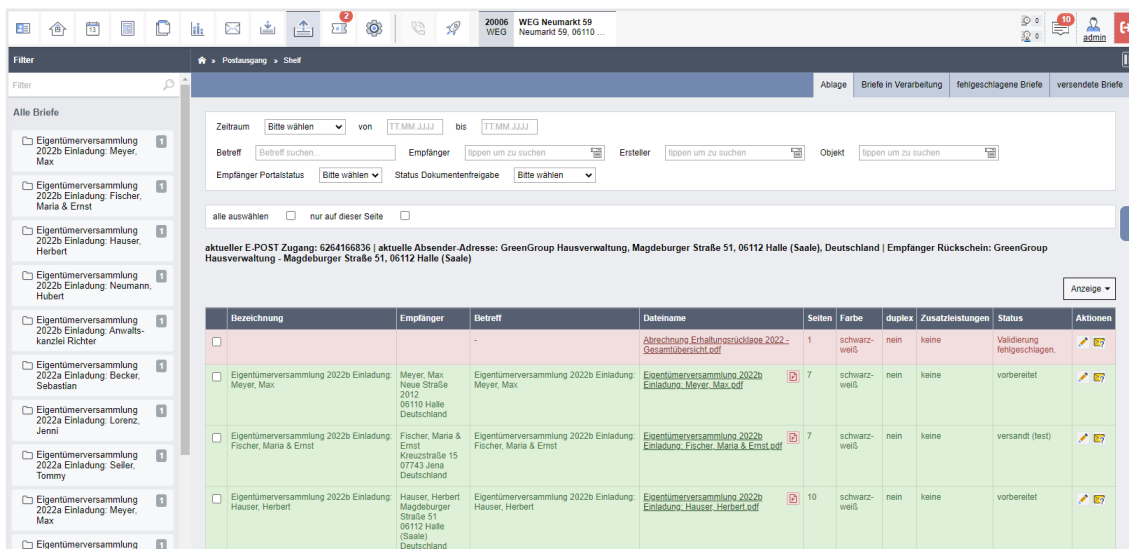 13
2
20006 WEG Neumarkt 59
WEG Neumarkt 59, 06110 ...
0
0
10
admin
Filter
» Postausgang » Shelf
Filter
Ablage Briefe in Verarbeitung fehlgeschlagene Briefe versendete Briefe
Alle Briefe
Eigentümerversammlung 1
2022b Einladung: Meyer,
Max
Eigentümerversammlung 1
2022b Einladung: Fischer,
Maria & Ernst
Eigentümerversammlung 1
2022b Einladung: Hauser,
Herbert
Eigentümerversammlung 1
2022b Einladung: Neumann,
Hubert
Eigentümerversammlung 1
2022b Einladung: Anwalts-
kanzlei Richter
Eigentümerversammlung 1
2022a Einladung: Becker,
Sebastian
Eigentümerversammlung 1
2022a Einladung: Lorenz,
Jenni
Eigentümerversammlung 1
2022a Einladung: Seiler,
Tommy
Eigentümerversammlung 1
2022a Einladung: Meyer,
Max
Eigentümerversammlung 1
Zeitraum Bitte wählen von TT.MM.JJJJ bis TT.MM.JJJJ
Betreff Betreff suchen... Empfänger tippen um zu suchen Ersteller tippen um zu suchen Objekt tippen um zu suchen
Empfänger Portalstatus Bitte wählen Status Dokumentenfreigabe Bitte wählen
alle auswählen nur auf dieser Seite
aktueller E-POST Zugang: 6264166836 | aktuelle Absender-Adresse: GreenGroup Hausverwaltung, Magdeburger Straße 51, 06112 Halle (Saale), Deutschland | Empfänger Rückschein: GreenGroup
Hausverwaltung - Magdeburger Straße 51, 06112 Halle (Saale)
Anzeige
Bezeichnung Empfänger Betreff Dateiname Seiten Farbe duplex Zusatzleistungen Status Aktionen
- Abrechnung Erhaltungsrücklage 2022 - 1 schwarz- nein keine Validierung
Gesamtübersicht.pdf weiß fehlgeschlagen.
Eigentümerversammlung 2022b Einladung: Meyer, Max Eigentümerversammlung 2022b Einladung: Eigentümerversammlung 2022b 7 schwarz- nein keine vorbereitet
Meyer, Max Neue Straße Meyer, Max Einladung: Meyer, Max.pdf weiß
2012
06110 Halle
Deutschland
Eigentümerversammlung 2022b Einladung: Fischer, Maria & Eigentümerversammlung 2022b Einladung: Eigentümerversammlung 2022b 7 schwarz- nein keine versandt (test)
Fischer, Maria & Ernst Ernst Fischer, Maria & Ernst Einladung: Fischer, Maria & Ernst.pdf weiß
Kreuzstraße 15
07743 Jena
Deutschland
Eigentümerversammlung 2022b Einladung: Hauser, Herbert Eigentümerversammlung 2022b Einladung: Eigentümerversammlung 2022b 10 schwarz- nein keine vorbereitet
Hauser, Herbert Magdeburger Hauser, Herbert Einladung: Hauser, Herbert.pdf weiß
Straße 51
06112 Halle
(Saale)
Deutschland